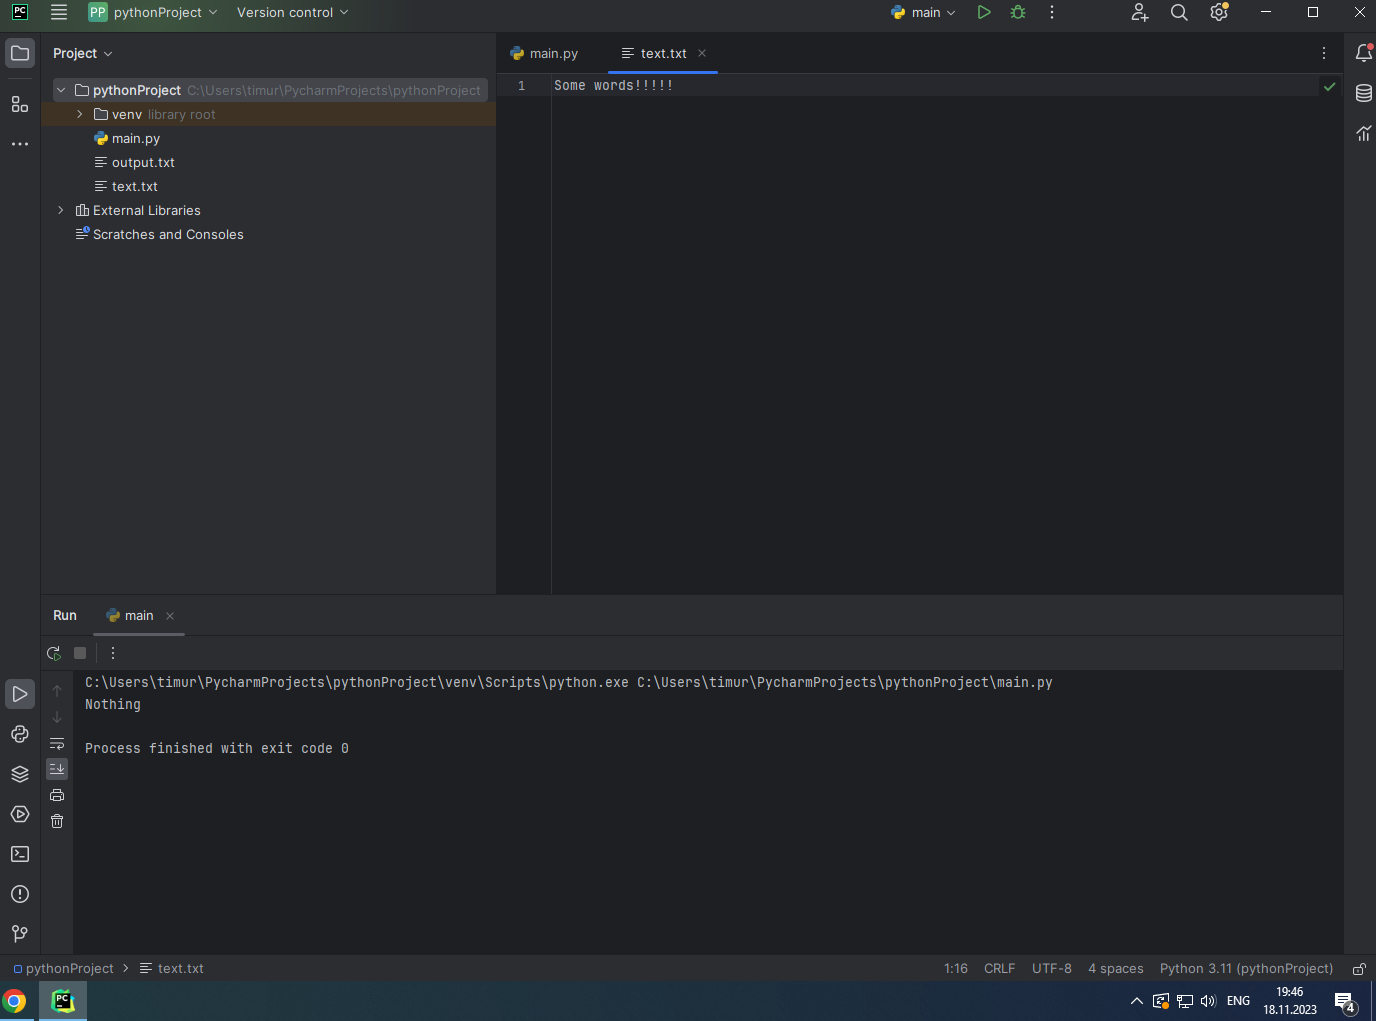 PC PP pythonProject Version control main
Project
main.py text.txt
pythonProject C:\Users\timur\PycharmProjects\pythonProject
venv library root
main.py
output.txt
text.txt
External Libraries
Scratches and Consoles
1 Some words!!!!!
Run main
C:\Users\timur\PycharmProjects\pythonProject\venv\Scripts\python.exe C:\Users\timur\PycharmProjects\pythonProject\main.py
Nothing
Process finished with exit code 0
pythonProject text.txt 1:16 CRLF UTF-8 4 spaces Python 3.11 (pythonProject)
PC ENG 19:46
18.11.2023 4